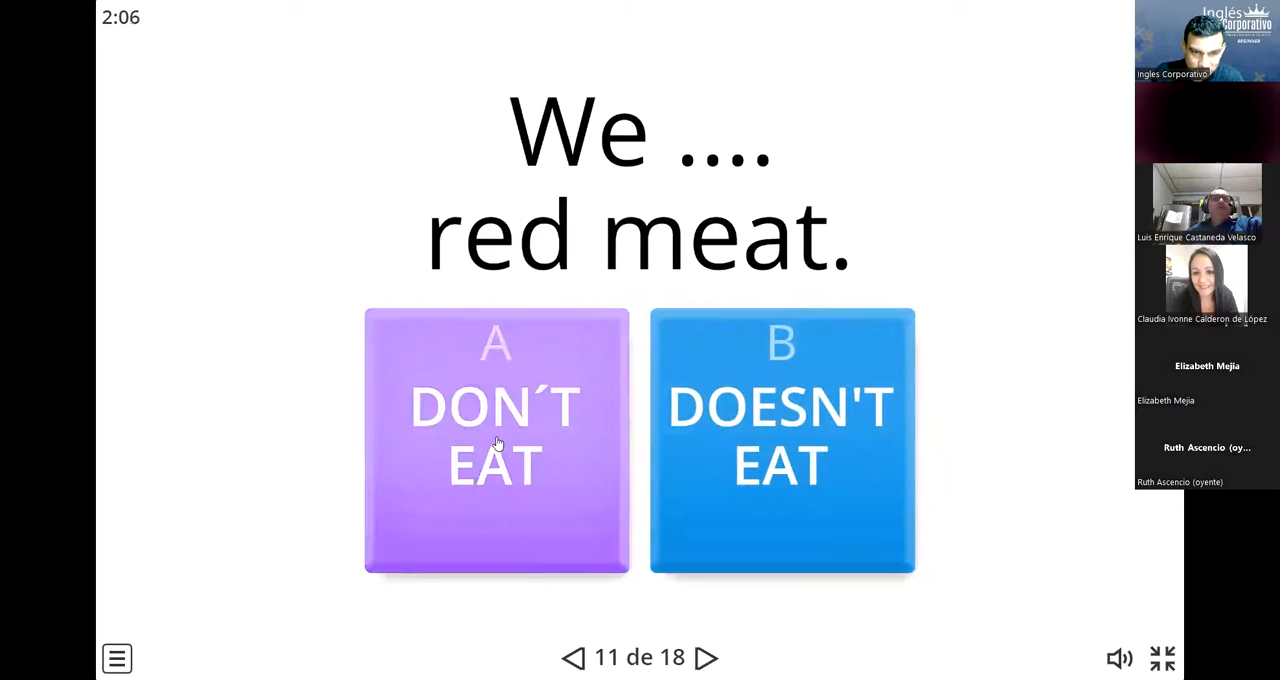 2:06
We ....
red meat.
A
DON´T
EAT
B
DOESN'T
EAT
11 de 18
Inglés
Corporativo
BEGINNER
Ingles Corporativo
Luis Enrique Castaneda Velasco
Claudia Ivonne Calderon de López
Elizabeth Mejia
Elizabeth Mejia
Ruth Ascencio (oy...
Ruth Ascencio (oyente)